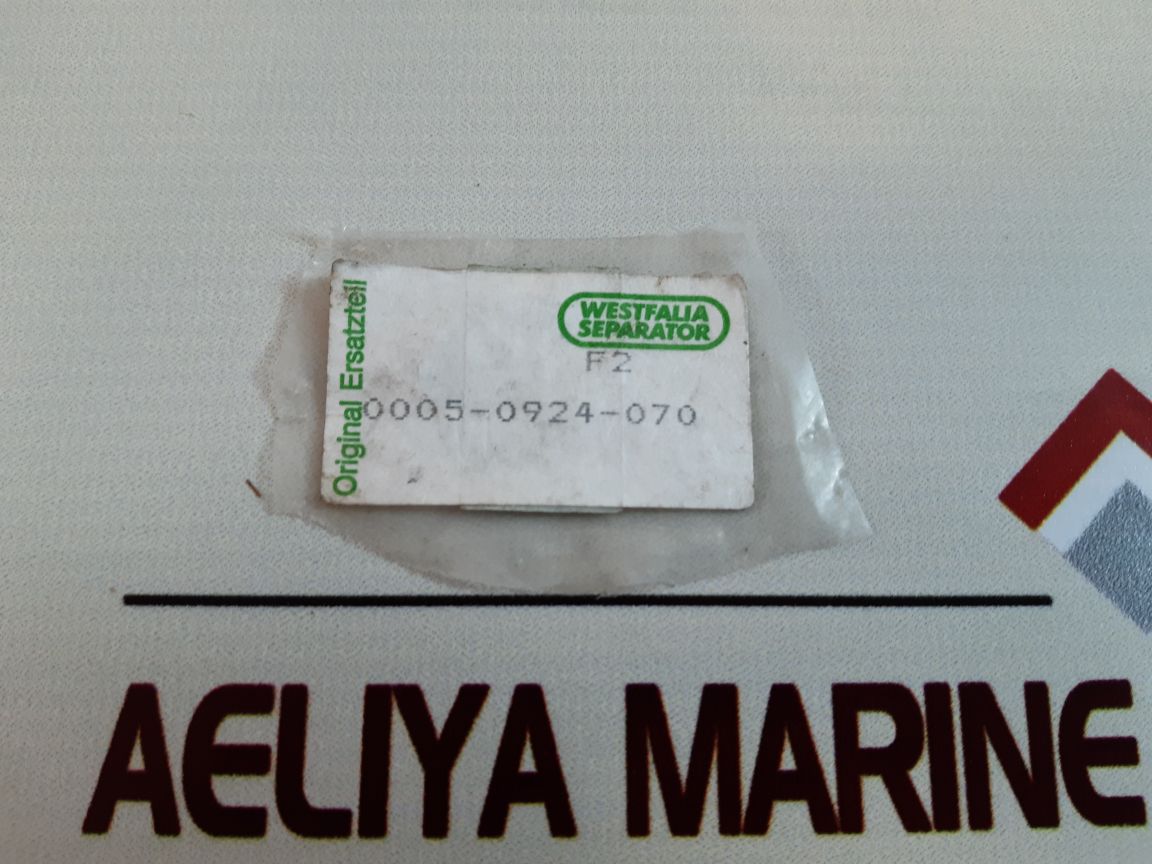 Original Ersatzteil
WESTFALIA
SEPARATOR
F2
0005-0924-070
AELIYA MARINE